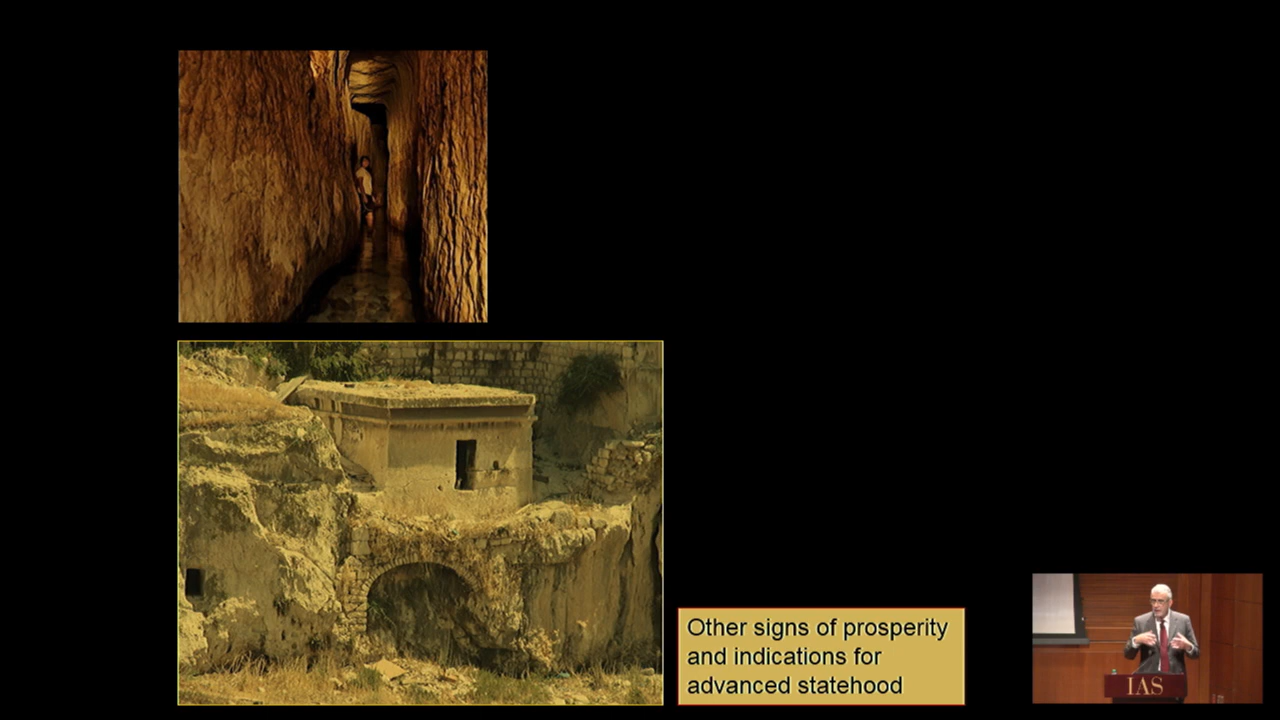 Other signs of prosperity
and indications for
advanced statehood
IAS